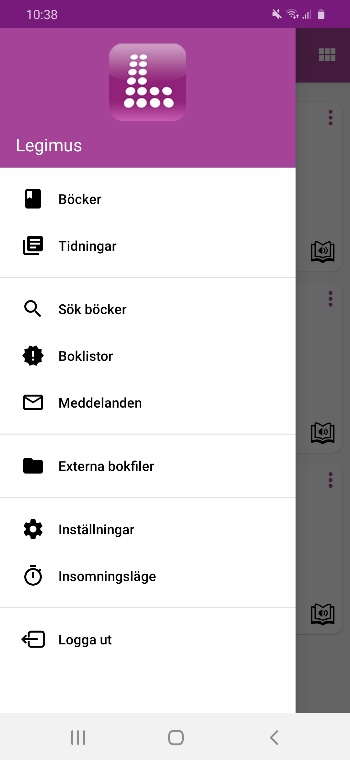 10:38
Legimus
Böcker
Tidningar
Sök böcker
Boklistor
Meddelanden
Externa bokfiler
Inställningar
Insomningsläge
Logga ut